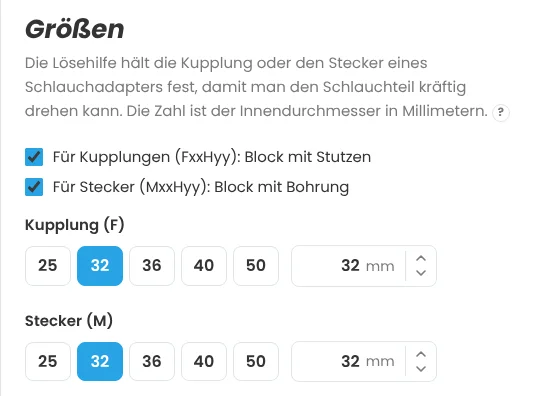 Größen
Die Lösehilfe hält die Kupplung oder den Stecker eines
Schlauchadapters fest, damit man den Schlauchteil kräftig
drehen kann. Die Zahl ist der Innendurchmesser in Millimetern. ?
Für Kupplungen (FxxHyy): Block mit Stutzen
Für Stecker (MxxHyy): Block mit Bohrung
Kupplung (F)
25 32 36 40 50 32 mm
Stecker (M)
25 32 36 40 50 32 mm